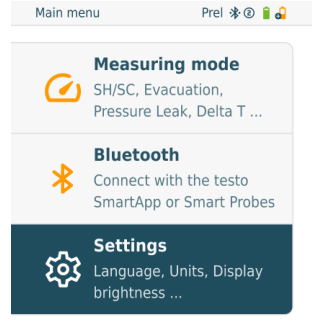 Main menu Prel ②
Measuring mode
SH/SC, Evacuation,
Pressure Leak, Delta T ...
Bluetooth
Connect with the testo
SmartApp or Smart Probes
Settings
Language, Units, Display
brightness ...